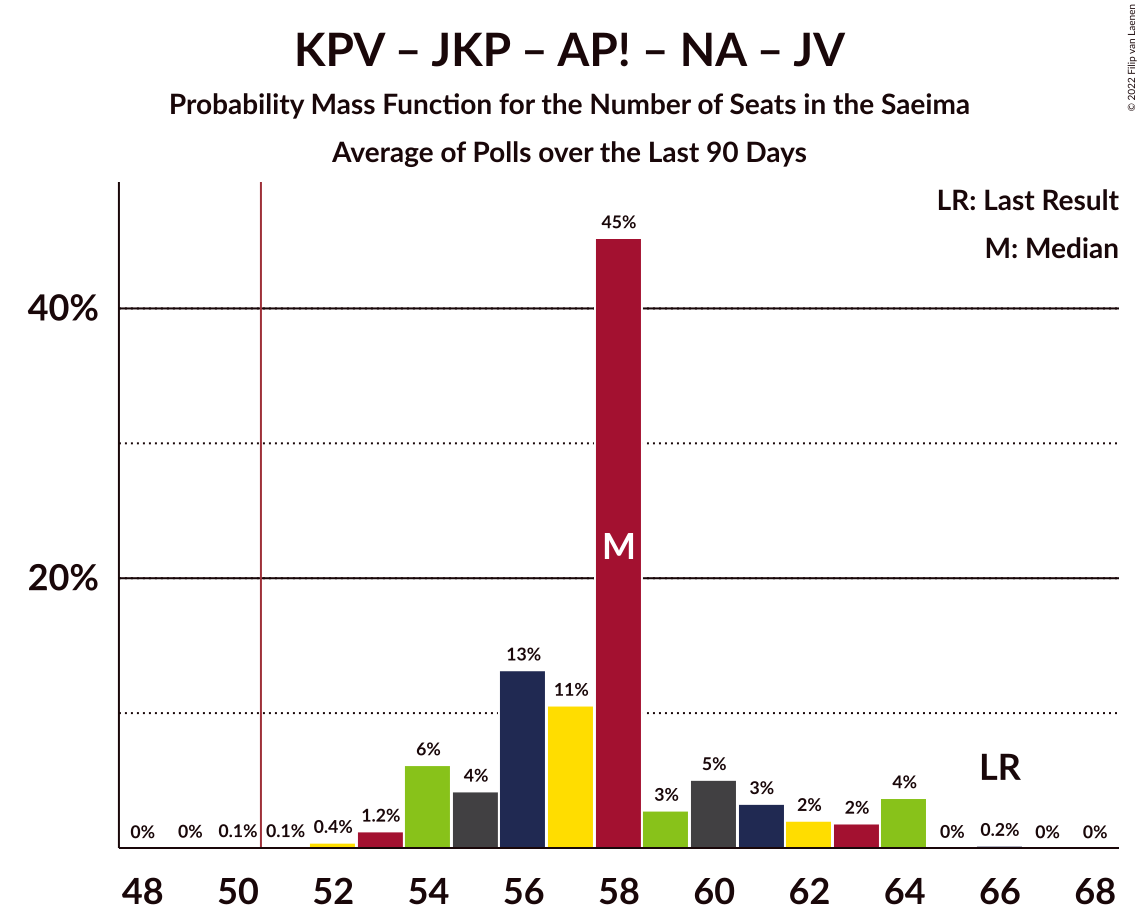 KPV – JKP – AP! – NA – JV
Probability Mass Function for the Number of Seats in the Saeima
Average of Polls over the Last 90 Days
© 2022 Filip van Laenen
LR: Last Result
M: Median
40%
20%
0%
0%
0.1%
0.1%
0.4%
1.2%
6%
4%
13%
11%
45%
M
3%
5%
3%
2%
2%
4%
0%
LR
0.2%
0%
0%
48 50 52 54 56 58 60 62 64 66 68